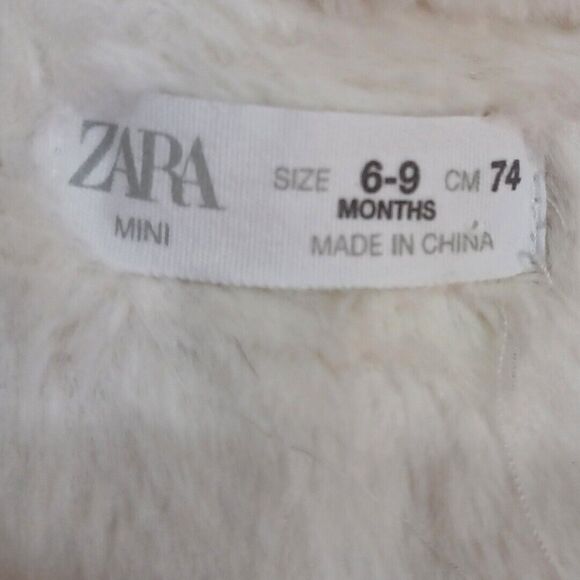 ZARA
MINI
SIZE 6-9 CM 74
MONTHS
MADE IN CHINA